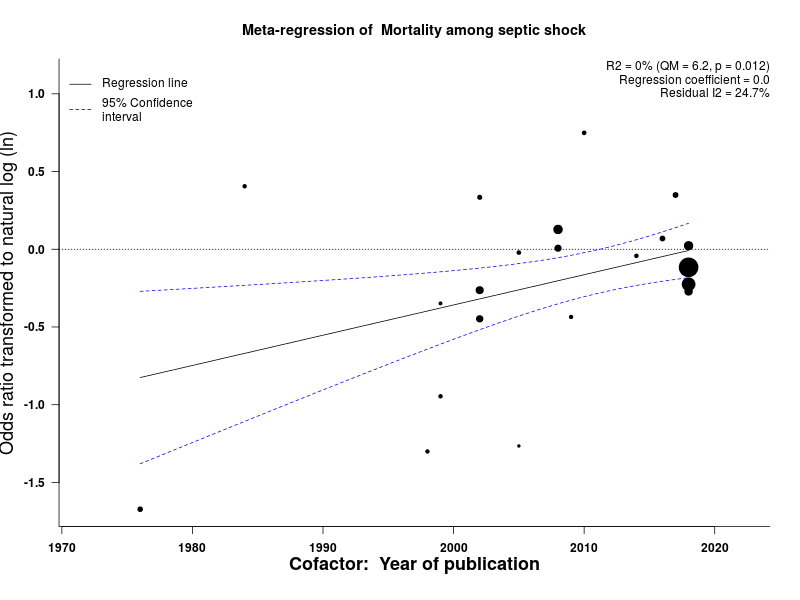 Meta-regression of  Mortality among septic shock
R2 = 0% (QM = 6.2, p = 0.012)
Regression coefficient = 0.0
Residual I2 = 24.7%
Regression line
95% Confidence
interval
Odds ratio transformed to natural log (ln)
1.0
0.5
0.0
-0.5
-1.0
-1.5
1970 1980 1990 2000 2010 2020
Cofactor:  Year of publication